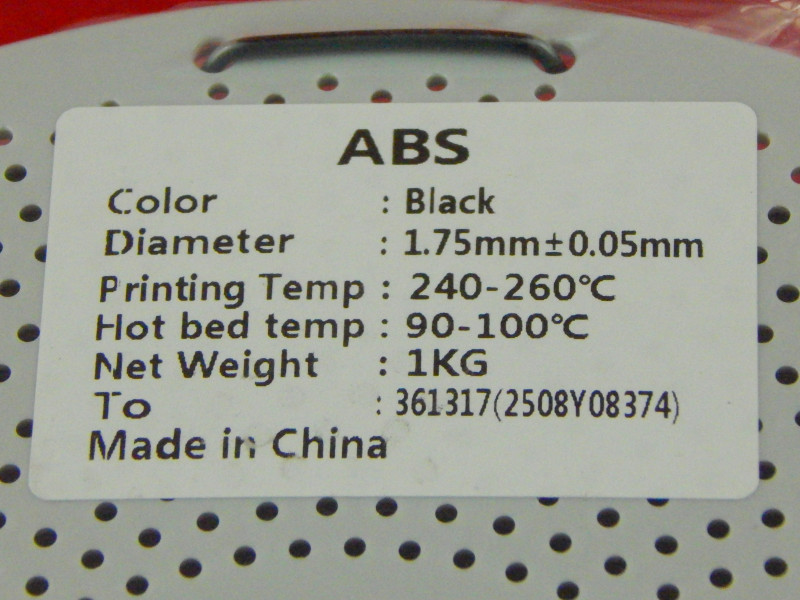 ABS
Color : Black
Diameter : 1.75mm±0.05mm
Printing Temp : 240-260℃
Hot bed temp : 90-100℃
Net Weight : 1KG
To : 361317(2508Y08374)
Made in China